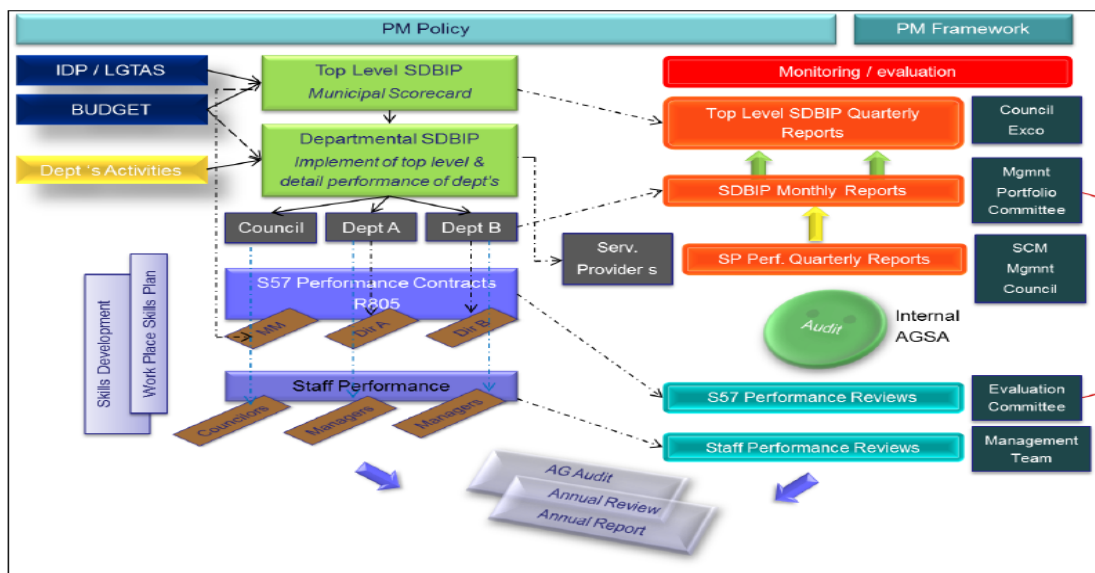 PM Policy
PM Framework
IDP / LGTAS
BUDGET
Dept 's Activities
Top Level SDBIP
Municipal Scorecard
Departmental SDBIP
Implement of top level &
detail performance of dept's
Council
Dept A
Dept B
Serv.
Provider s
S57 Performance Contracts
R805
MM
Dir A
Dir B
Staff Performance
Councilors
Managers
Managers
Skills Development
Work Place Skills Plan
Monitoring / evaluation
Top Level SDBIP Quarterly
Reports
Council
Exco
SDBIP Monthly Reports
Mgmnt
Portfolio
Committee
SP Perf. Quarterly Reports
SCM
Mgmnt
Council
Audit
Internal
AGSA
S57 Performance Reviews
Evaluation
Committee
Staff Performance Reviews
Management
Team
AG Audit
Annual Review
Annual Report